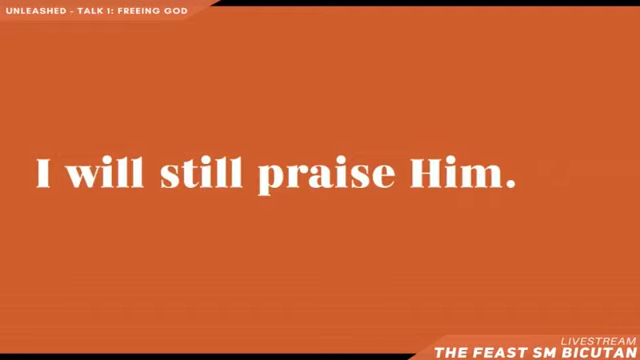 UNLEASHED - TALK 1: FREEING GOD
I will still praise Him.
LIVESTREAM
THE FEAST SM BICUTAN